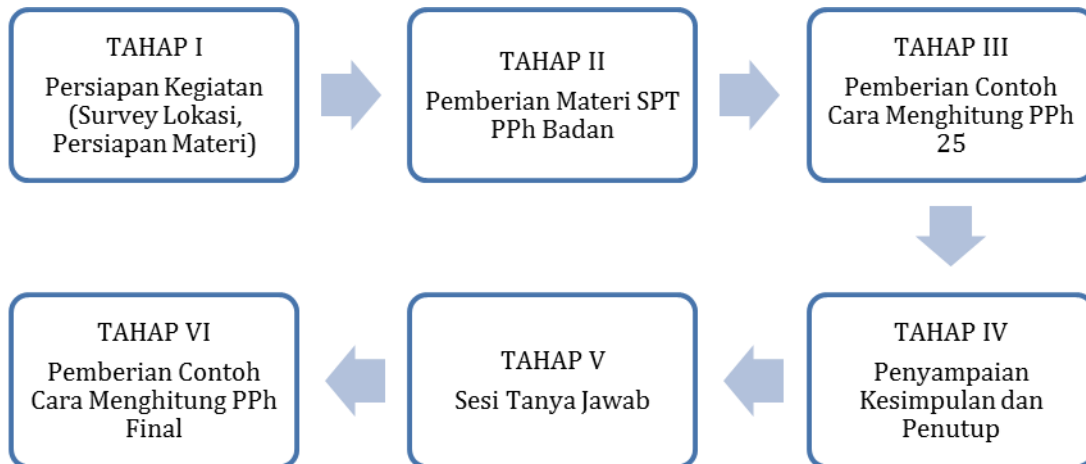 TAHAP I
Persiapan Kegiatan
(Survey Lokasi,
Persiapan Materi)
TAHAP II
Pemberian Materi SPT
PPh Badan
TAHAP III
Pemberian Contoh
Cara Menghitung PPh
25
TAHAP IV
Penyampaian
Kesimpulan dan
Penutup
TAHAP V
Sesi Tanya Jawab
TAHAP VI
Pemberian Contoh
Cara Menghitung PPh
Final